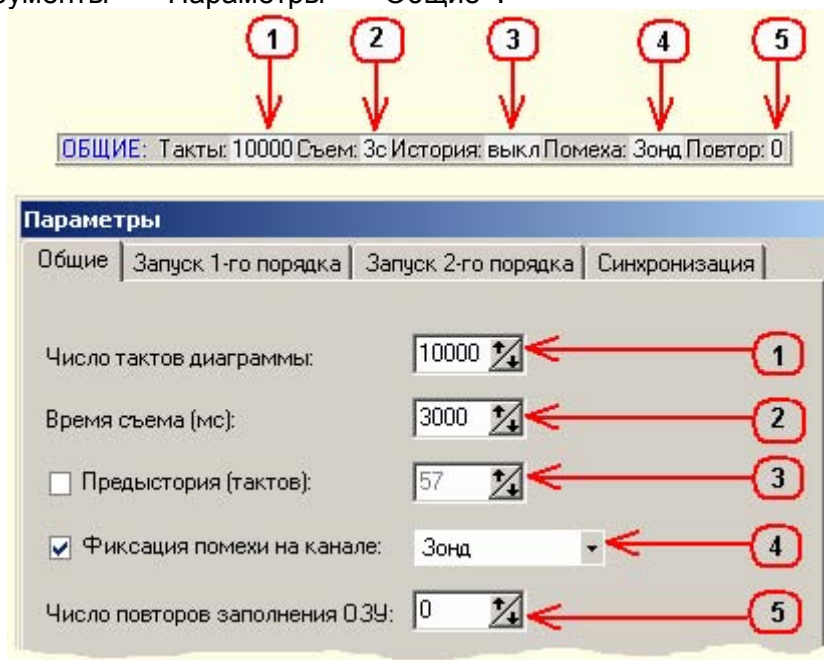 Параметры Общие
1 2 3 4 5
ОБЩИЕ: Такты: 10000 Съем: 3с История: выкл Помеха: Зонд Повтор: 0
Параметры
Общие Запуск 1-го порядка Запуск 2-го порядка Синхронизация
Число тактов диаграммы: 10000 1
Время съема (мс): 3000 2
Предыстория (тактов): 57 3
Фиксация помехи на канале: Зонд 4
Число повторов заполнения ОЗУ: 0 5